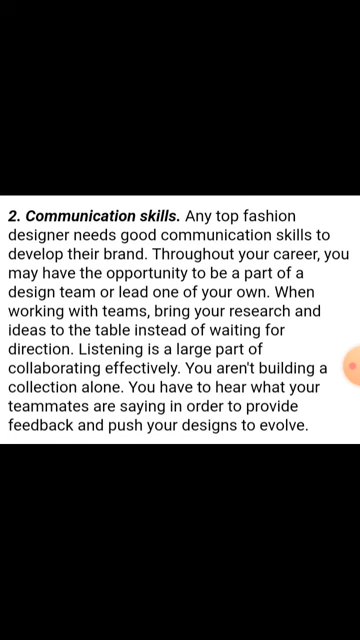 2. Communication skills. Any top fashion
designer needs good communication skills to
develop their brand. Throughout your career, you
may have the opportunity to be a part of a
design team or lead one of your own. When
working with teams, bring your research and
ideas to the table instead of waiting for
direction. Listening is a large part of
collaborating effectively. You aren't building a
collection alone. You have to hear what your
teammates are saying in order to provide
feedback and push your designs to evolve.